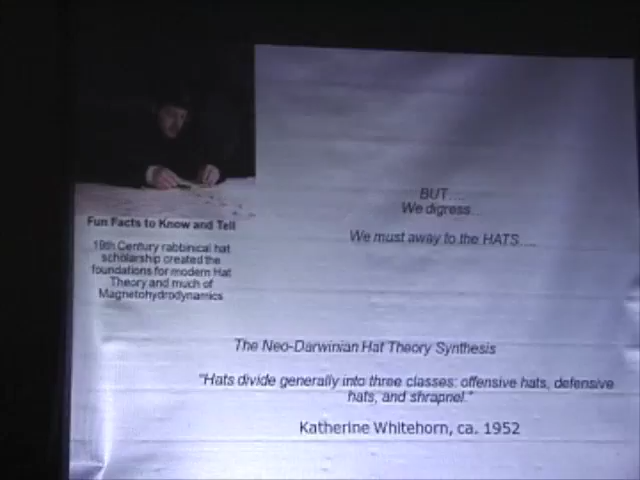 Fun Facts to Know and Tell
19th Century rabbinical hat
scholarship created the
foundations for modern Hat
Theory and much of
Magnetohydrodynamics
BUT....
We digress...
We must away to the HATS....
The Neo-Darwinian Hat Theory Synthesis
"Hats divide generally into three classes: offensive hats, defensive
hats, and shrapnel."
Katherine Whitehorn, ca. 1952